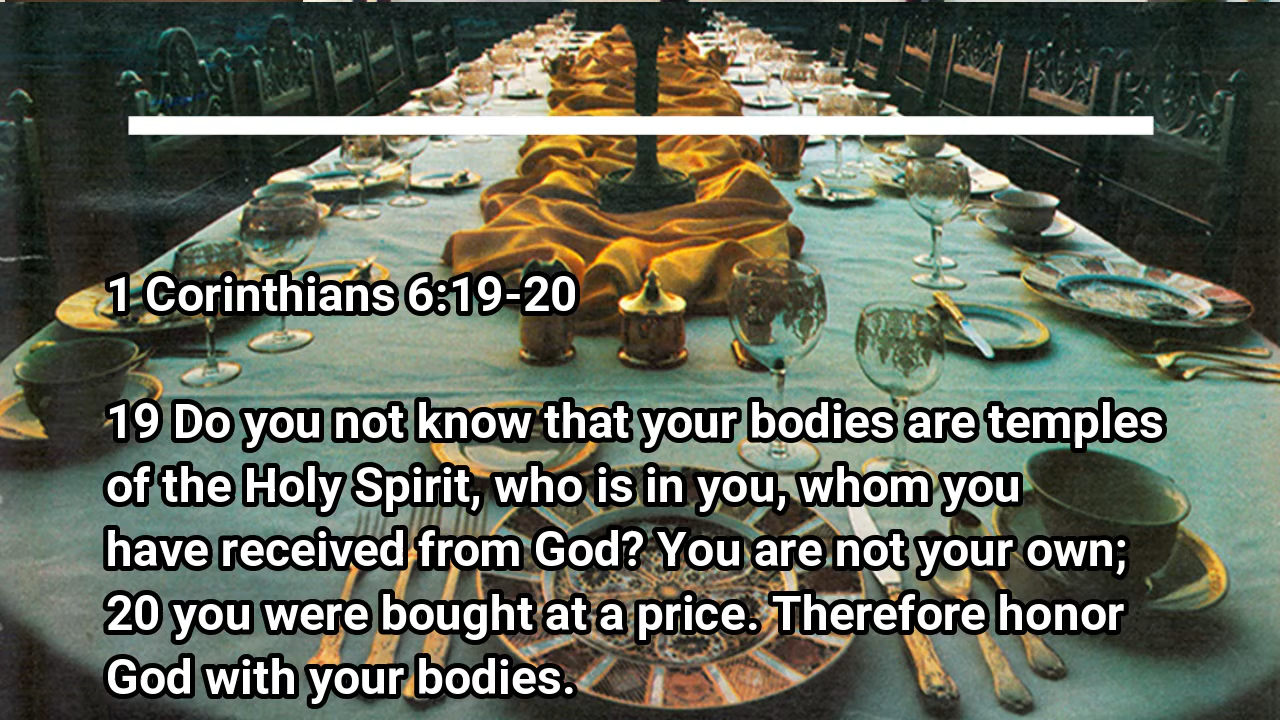 1 Corinthians 6:19-20
19 Do you not know that your bodies are temples
of the Holy Spirit, who is in you, whom you
have received from God? You are not your own;
20 you were bought at a price. Therefore honor
God with your bodies.